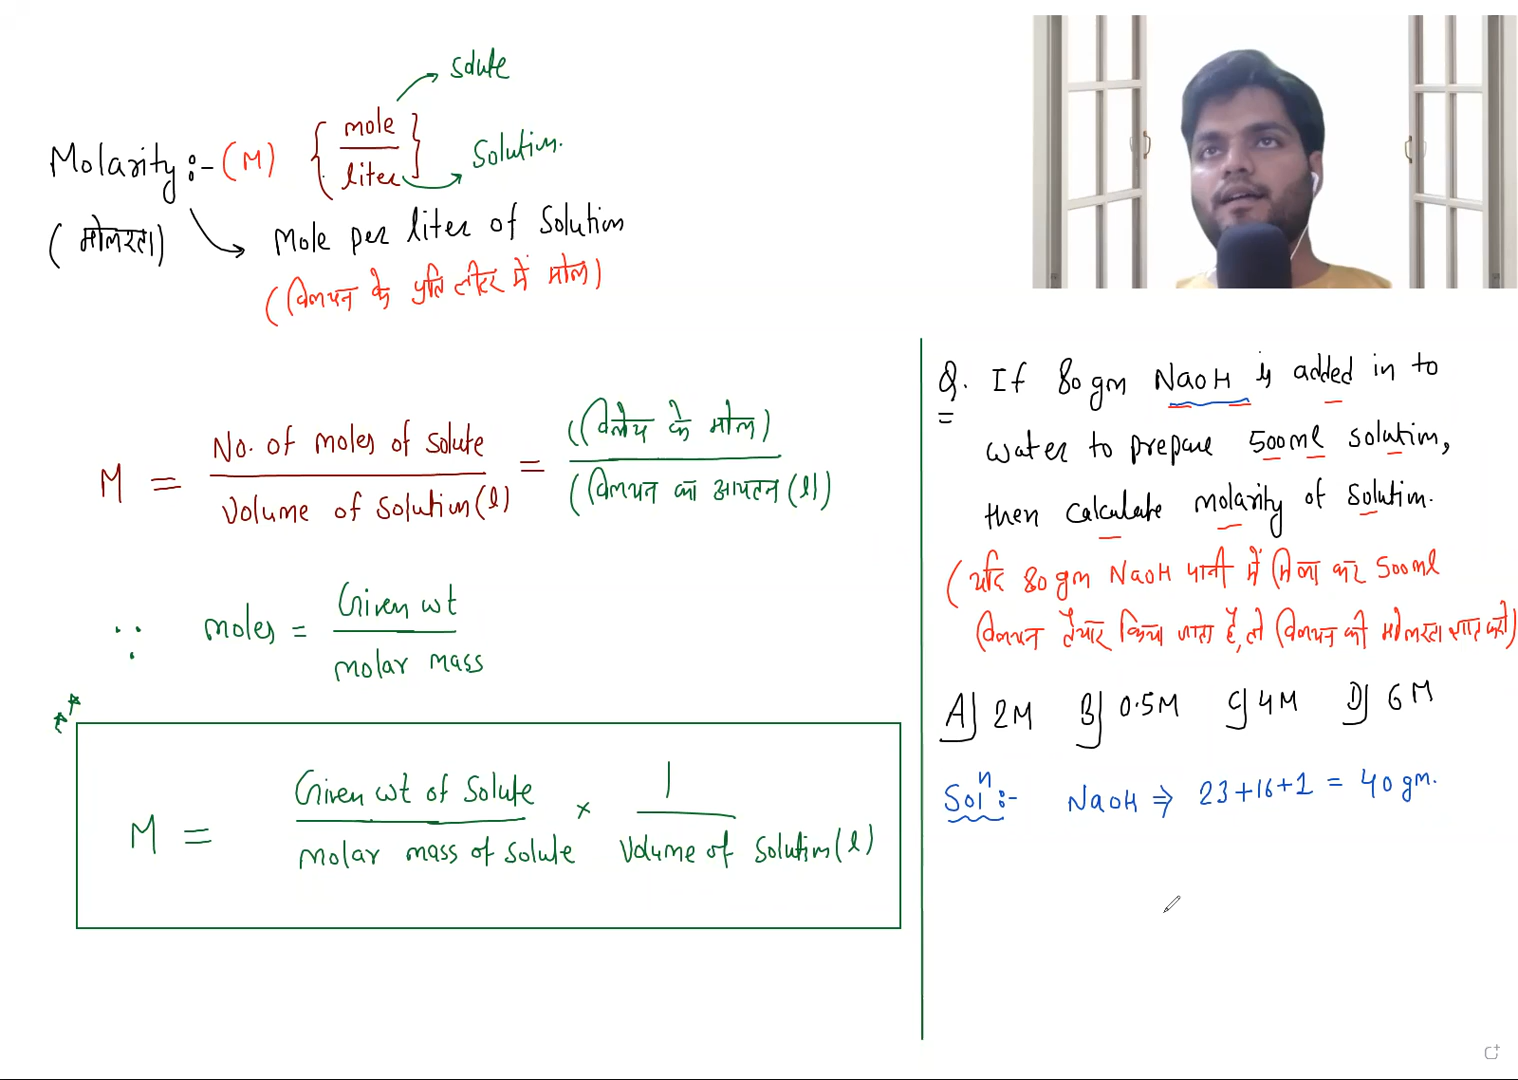 solute
Molarity :- (M) { mole / liter } Solution.
(मोलरता)
Mole per liter of Solution
(विलयन के प्रति लीटर में मोल)
M = No. of moles of solute / Volume of Solution (l) = (विलेय के मोल) / (विलयन का आयतन (l))
∵ moles = Given wt / molar mass
M = Given wt of Solute / molar mass of Solute × 1 / Volume of Solution (l)
Q. If 80 gm NaOH is added in to
water to prepare 500ml solution,
then calculate molarity of Solution.
(यदि 80 gm NaOH पानी में मिला कर 500ml
विलयन तैयार किया जाता है, तो विलयन की मोलरता ज्ञात करो)
A) 2M B) 0.5M C) 4M D) 6M
Solⁿ :- NaOH ⇒ 23+16+1 = 40 gm.